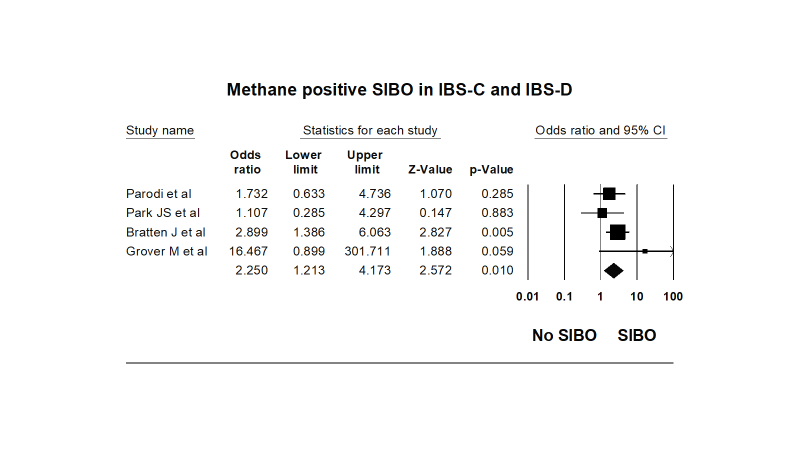 Methane positive SIBO in IBS-C and IBS-D
Study name Statistics for each study Odds ratio and 95% CI
Odds Lower Upper
ratio limit limit Z-Value p-Value
Parodi et al 1.732 0.633 4.736 1.070 0.285
Park JS et al 1.107 0.285 4.297 0.147 0.883
Bratten J et al 2.899 1.386 6.063 2.827 0.005
Grover M et al 16.467 0.899 301.711 1.888 0.059
2.250 1.213 4.173 2.572 0.010
0.01 0.1 1 10 100
No SIBO SIBO